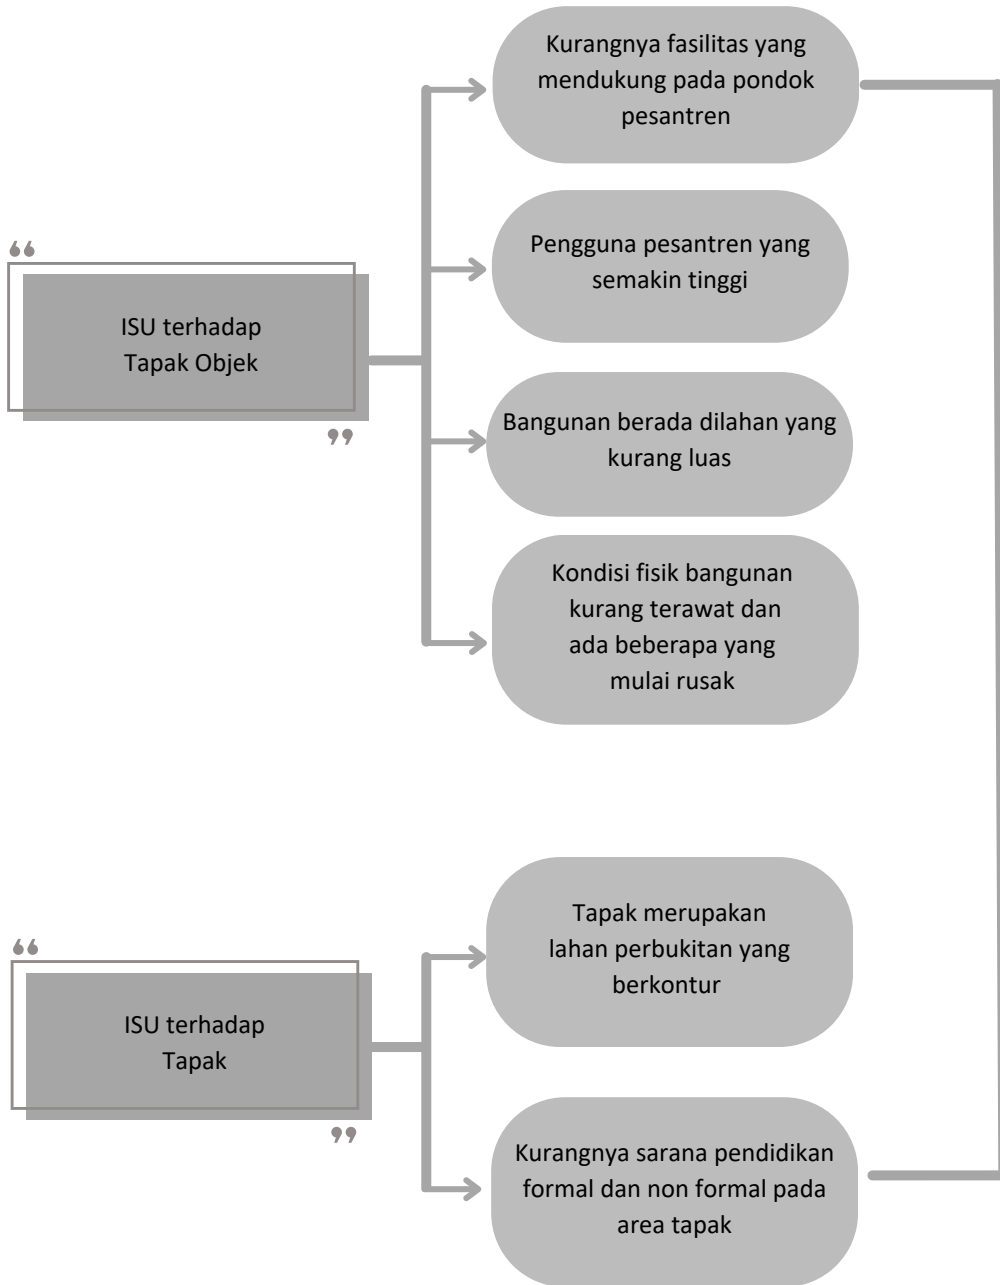 Kurangnya fasilitas yang
mendukung pada pondok
pesantren
Pengguna pesantren yang
semakin tinggi
“
ISU terhadap
Tapak Objek
”
Bangunan berada dilahan yang
kurang luas
Kondisi fisik bangunan
kurang terawat dan
ada beberapa yang
mulai rusak
Tapak merupakan
lahan perbukitan yang
berkontur
“
ISU terhadap
Tapak
”
Kurangnya sarana pendidikan
formal dan non formal pada
area tapak